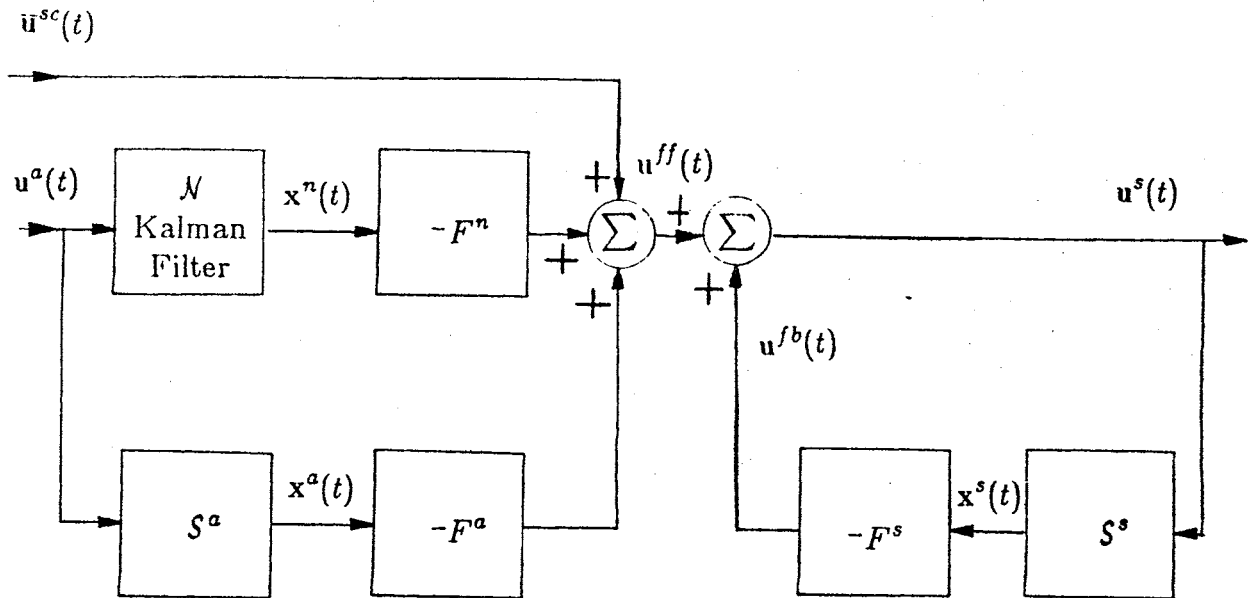 ū^{sc}(t)
u^a(t)
𝒩
Kalman
Filter
x^n(t)
-F^n
+
+
+
Σ
u^{ff}(t)
+
+
Σ
u^s(t)
u^{fb}(t)
S^a
x^a(t)
-F^a
-F^s
x^s(t)
S^s